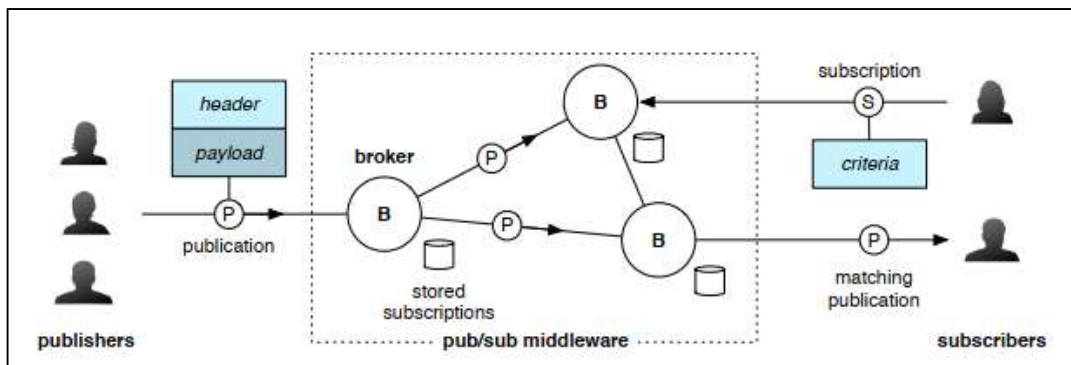 header
payload
P
publication
publishers
broker
B
stored
subscriptions
P
P
B
B
pub/sub middleware
subscription
S
criteria
P
matching
publication
subscribers